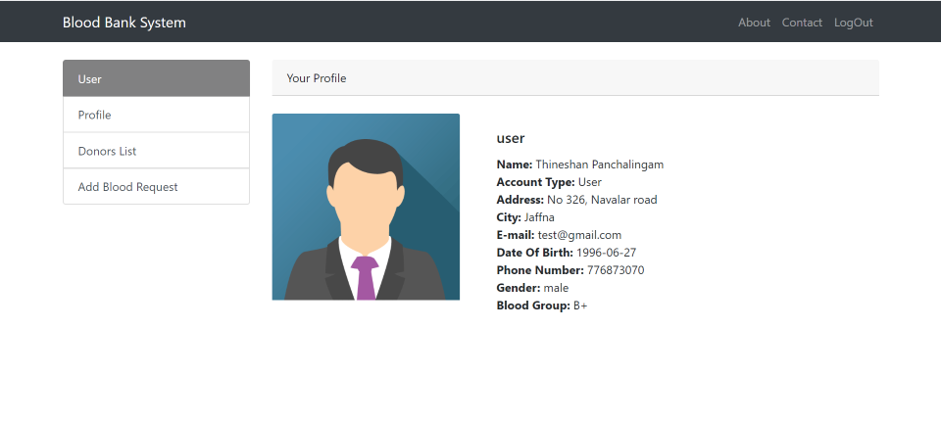 Blood Bank System
About Contact LogOut
User
Profile
Donors List
Add Blood Request
Your Profile
user
Name: Thineshan Panchalingam
Account Type: User
Address: No 326, Navalar road
City: Jaffna
E-mail: test@gmail.com
Date Of Birth: 1996-06-27
Phone Number: 776873070
Gender: male
Blood Group: B+